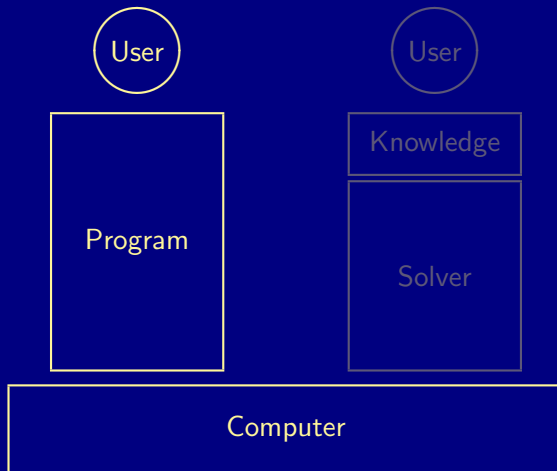 User
User
Knowledge
Program
Solver
Computer